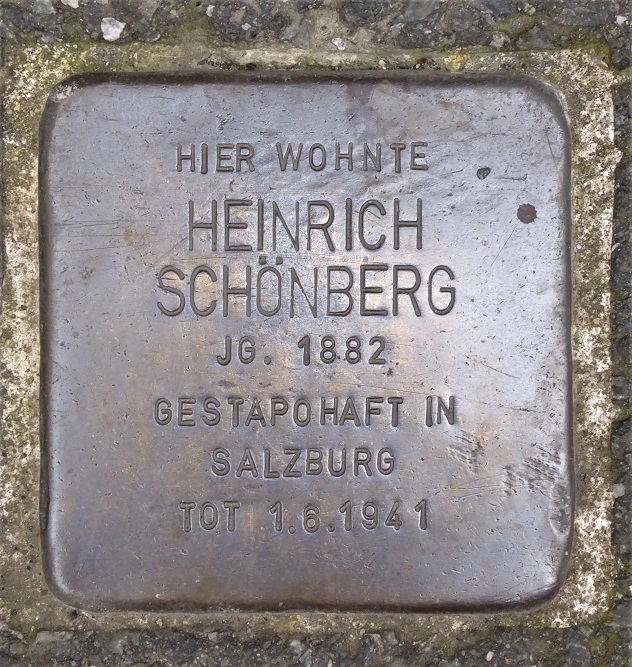 HIER WOHNTE
HEINRICH
SCHÖNBERG
JG. 1882
GESTAPOHAFT IN
SALZBURG
TOT 1.6.1941